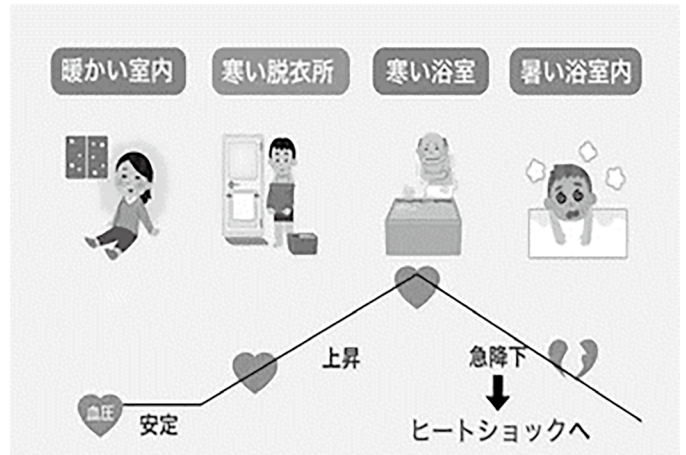 暖かい室内
寒い脱衣所
寒い浴室
暑い浴室内
上昇
急降下
血圧
安定
ヒートショックへ